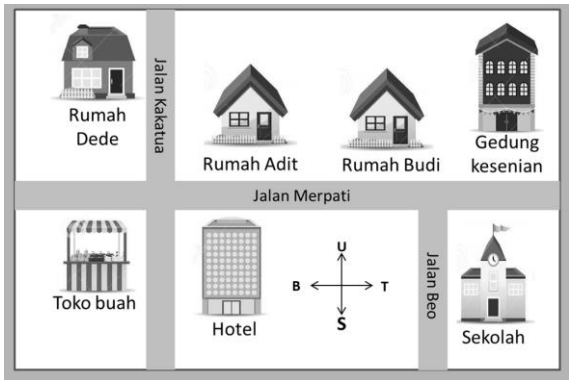 Rumah
Dede
Jalan Kakatua
Rumah Adit
Rumah Budi
Gedung
kesenian
Jalan Merpati
Toko buah
Hotel
U
B
T
S
Jalan Beo
Sekolah